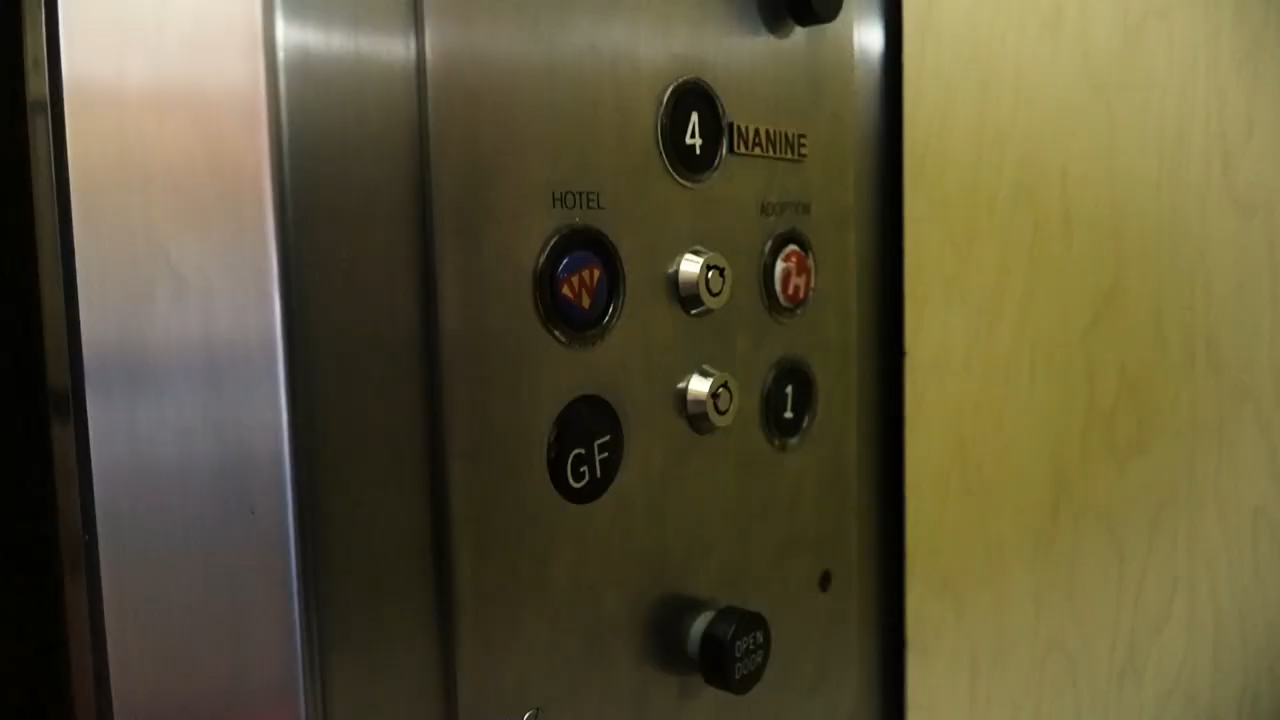 4 NANINE
HOTEL
ADOPTION
W
H
GF
1
OPEN
DOOR